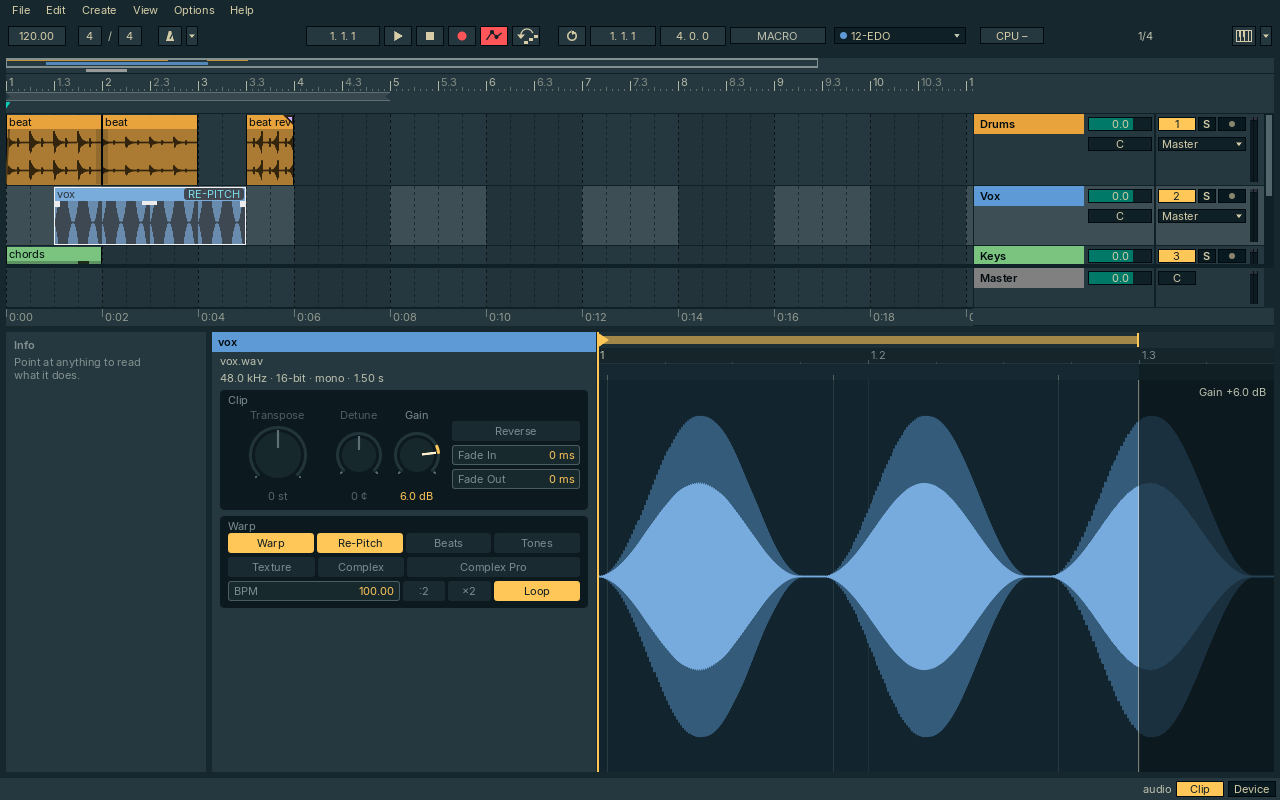 File Edit Create View Options Help
120.00 4 / 4 1. 1. 1 1. 1. 1 4. 0. 0 MACRO 12-EDO CPU – 1/4
1 1.3 2 2.3 3 3.3 4 4.3 5 5.3 6 6.3 7 7.3 8 8.3 9 9.3 10 10.3 1
beat beat beat rev Drums 0.0 1 S
C Master
vox RE-PITCH Vox 0.0 2 S
C Master
chords Keys 0.0 3 S
Master 0.0 C
0:00 0:02 0:04 0:06 0:08 0:10 0:12 0:14 0:16 0:18
Info
Point at anything to read
what it does.
vox
vox.wav
48.0 kHz · 16-bit · mono · 1.50 s
Clip
Transpose Detune Gain
Reverse
Fade In 0 ms
Fade Out 0 ms
0 st 0 ¢ 6.0 dB
Warp
Warp Re-Pitch Beats Tones
Texture Complex Complex Pro
BPM 100.00 :2 ×2 Loop
1 1.2 1.3
Gain +6.0 dB
audio Clip Device